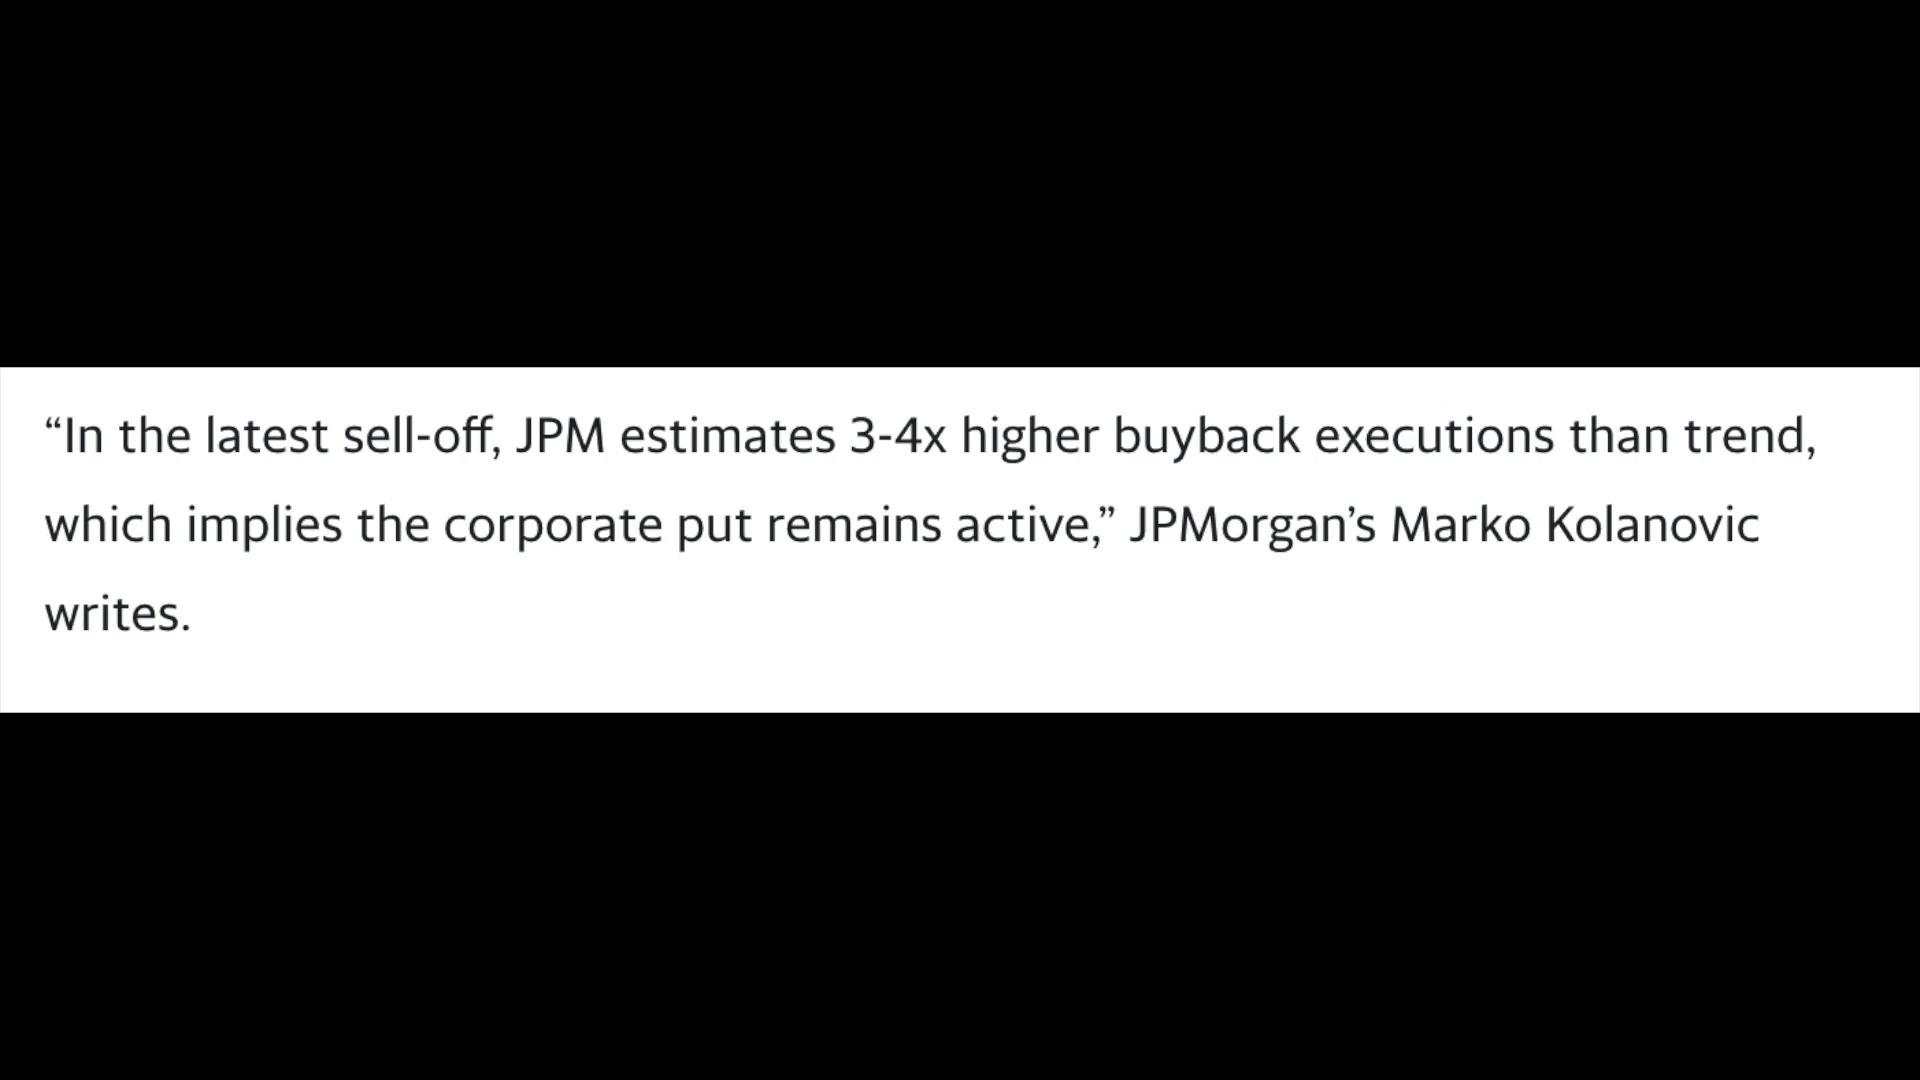 “In the latest sell-off, JPM estimates 3-4x higher buyback executions than trend,
which implies the corporate put remains active,” JPMorgan’s Marko Kolanovic
writes.